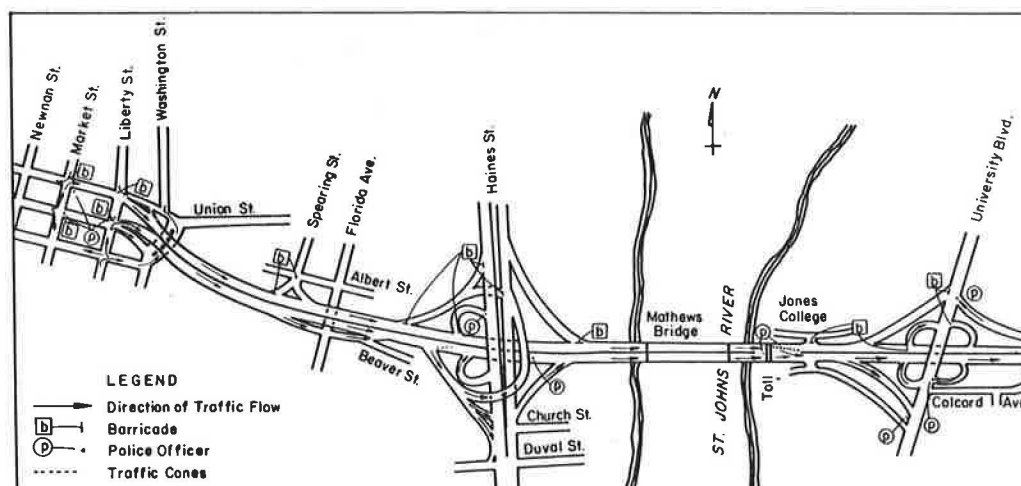 Newnan St.
Market St.
Liberty St.
Washington St.
Union St.
Spearing St.
Florida Ave.
Albert St.
Beaver St.
Haines St.
Church St.
Duval St.
N
Mathews
Bridge
ST. JOHNS RIVER
Toll
Jones
College
University Blvd.
Colcord Ave
b
b
b
b
p
b
b
p
b
p
p
b
b
p
p
p
LEGEND
Direction of Traffic Flow
b Barricade
p Police Officer
Traffic Cones